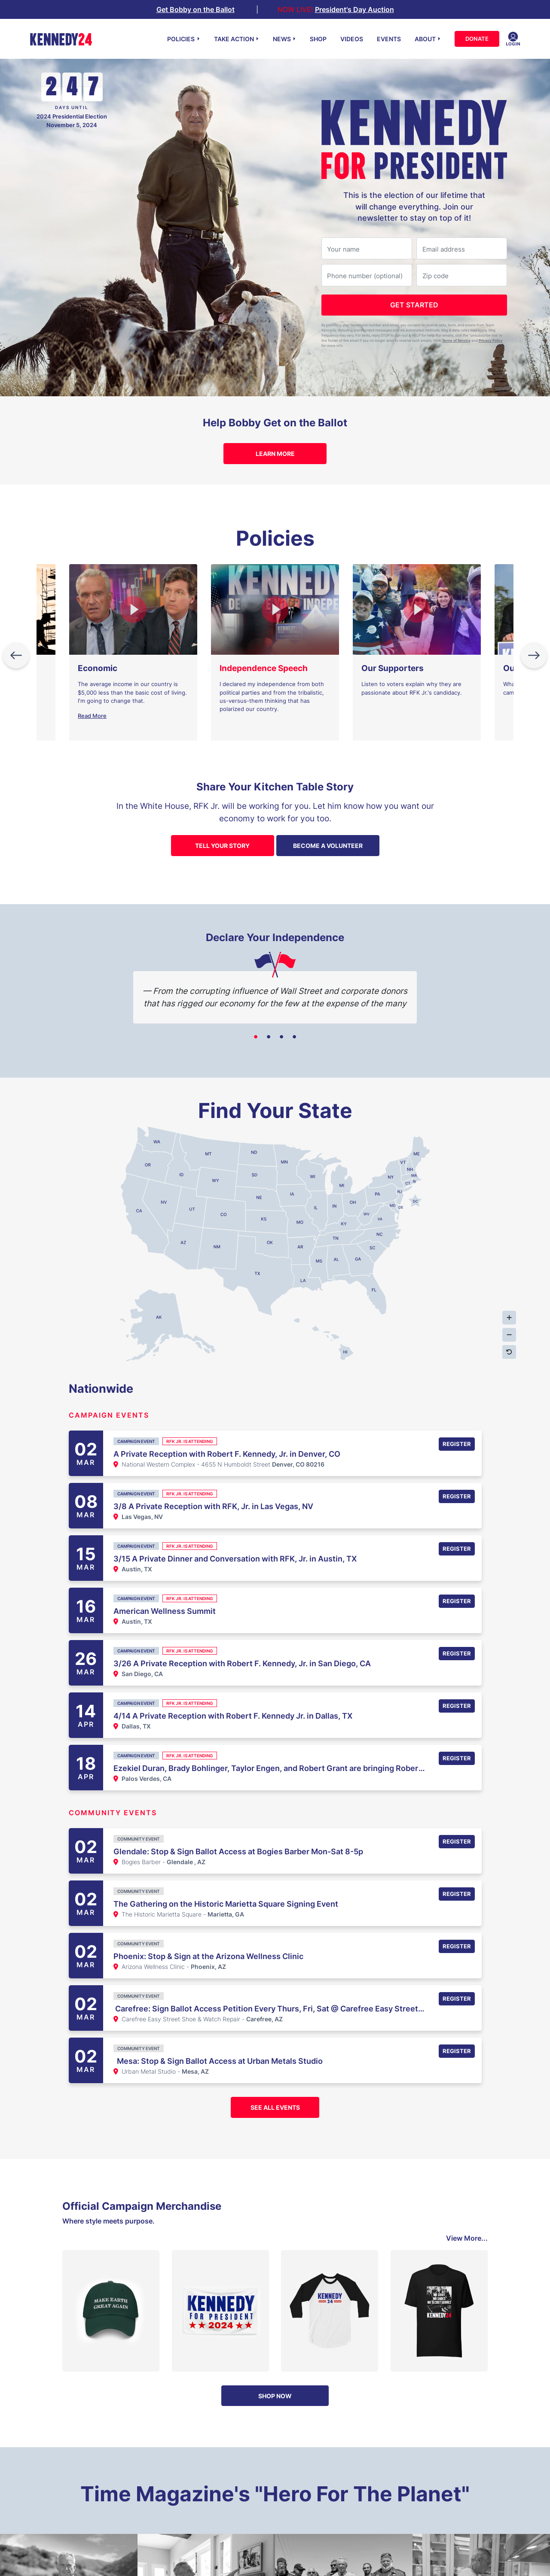 Get Bobby on the Ballot | NOW LIVE! President's Day Auction
KENNEDY24
POLICIES TAKE ACTION NEWS SHOP VIDEOS EVENTS ABOUT DONATE LOGIN
247
DAYS UNTIL
2024 Presidential Election
November 5, 2024
KENNEDY
FOR PRESIDENT
This is the election of our lifetime that
will change everything. Join our
newsletter to stay on top of it!
Your name Email address
Phone number (optional) Zip code
GET STARTED
Terms of Service and Privacy Policy
Help Bobby Get on the Ballot
LEARN MORE
Policies
Economic
The average income in our country is
$5,000 less than the basic cost of living.
I'm going to change that.
Read More
Independence Speech
I declared my independence from both
political parties and from the tribalistic,
us-versus-them thinking that has
polarized our country.
Our Supporters
Listen to voters explain why they are
passionate about RFK Jr.'s candidacy.
Share Your Kitchen Table Story
In the White House, RFK Jr. will be working for you. Let him know how you want our
economy to work for you too.
TELL YOUR STORY BECOME A VOLUNTEER
Declare Your Independence
— From the corrupting influence of Wall Street and corporate donors
that has rigged our economy for the few at the expense of the many
Find Your State
WA MT ND MN ME
OR ID WY SD WI MI VT NH NY MA
NV UT CO NE IA IL IN OH PA NJ CT
CA KS MO KY WV VA MD DE DC
AZ NM OK AR TN NC SC
TX LA MS AL GA FL
AK HI
Nationwide
CAMPAIGN EVENTS
02 MAR
CAMPAIGN EVENT RFK JR. IS ATTENDING
A Private Reception with Robert F. Kennedy, Jr. in Denver, CO
National Western Complex - 4655 N Humboldt Street Denver, CO 80216
REGISTER
08 MAR
CAMPAIGN EVENT RFK JR. IS ATTENDING
3/8 A Private Reception with RFK, Jr. in Las Vegas, NV
Las Vegas, NV
REGISTER
15 MAR
CAMPAIGN EVENT RFK JR. IS ATTENDING
3/15 A Private Dinner and Conversation with RFK, Jr. in Austin, TX
Austin, TX
REGISTER
16 MAR
CAMPAIGN EVENT RFK JR. IS ATTENDING
American Wellness Summit
Austin, TX
REGISTER
26 MAR
CAMPAIGN EVENT RFK JR. IS ATTENDING
3/26 A Private Reception with Robert F. Kennedy, Jr. in San Diego, CA
San Diego, CA
REGISTER
14 APR
CAMPAIGN EVENT RFK JR. IS ATTENDING
4/14 A Private Reception with Robert F. Kennedy Jr. in Dallas, TX
Dallas, TX
REGISTER
18 APR
CAMPAIGN EVENT RFK JR. IS ATTENDING
Ezekiel Duran, Brady Bohlinger, Taylor Engen, and Robert Grant are bringing Rober...
Palos Verdes, CA
REGISTER
COMMUNITY EVENTS
02 MAR
COMMUNITY EVENT
Glendale: Stop & Sign Ballot Access at Bogies Barber Mon-Sat 8-5p
Bogies Barber - Glendale , AZ
REGISTER
02 MAR
COMMUNITY EVENT
The Gathering on the Historic Marietta Square Signing Event
The Historic Marietta Square - Marietta, GA
REGISTER
02 MAR
COMMUNITY EVENT
Phoenix: Stop & Sign at the Arizona Wellness Clinic
Arizona Wellness Clinic - Phoenix, AZ
REGISTER
02 MAR
COMMUNITY EVENT
Carefree: Sign Ballot Access Petition Every Thurs, Fri, Sat @ Carefree Easy Street...
Carefree Easy Street Shoe & Watch Repair - Carefree, AZ
REGISTER
02 MAR
COMMUNITY EVENT
Mesa: Stop & Sign Ballot Access at Urban Metals Studio
Urban Metal Studio - Mesa, AZ
REGISTER
SEE ALL EVENTS
Official Campaign Merchandise
Where style meets purpose.
View More...
MAKE EARTH
GREAT AGAIN
KENNEDY
FOR PRESIDENT
2024
KENNEDY
24
KENNEDY24
SHOP NOW
Time Magazine's "Hero For The Planet"